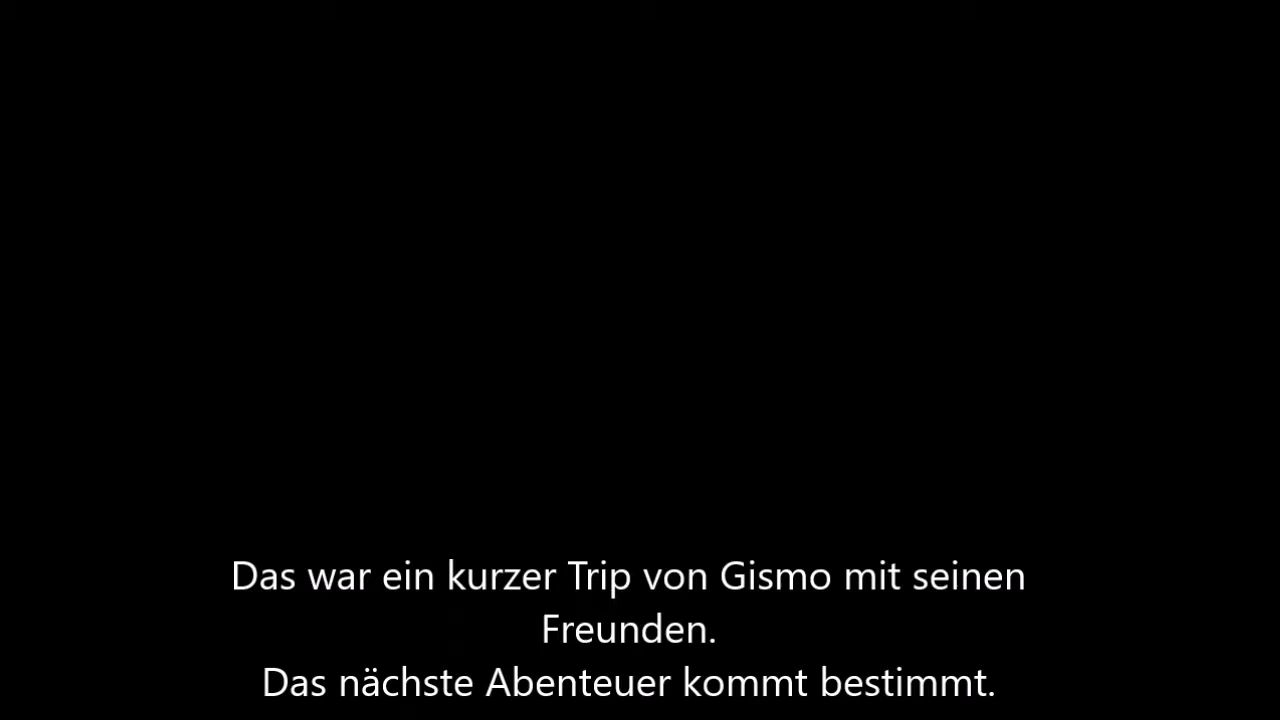 Das war ein kurzer Trip von Gismo mit seinen
Freunden.
Das nächste Abenteuer kommt bestimmt.